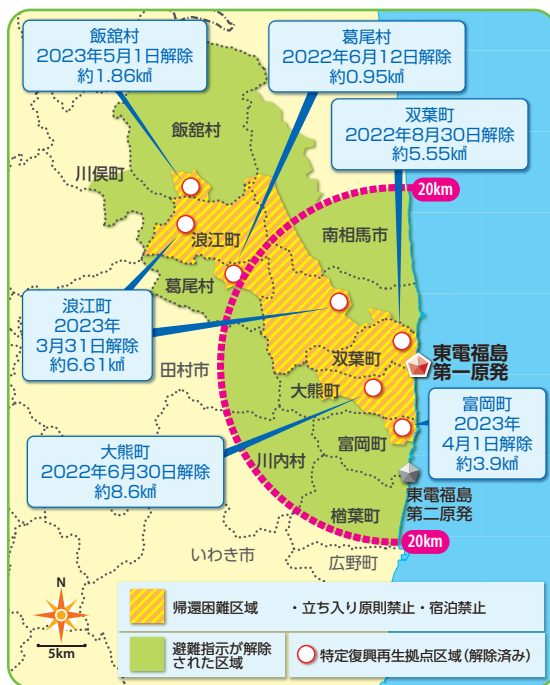 飯舘村
2023年5月1日解除
約1.86㎢
葛尾村
2022年6月12日解除
約0.95㎢
双葉町
2022年8月30日解除
約5.55㎢
飯舘村
川俣町
20km
南相馬市
浪江町
葛尾村
浪江町
2023年
3月31日解除
約6.61㎢
双葉町
東電福島
第一原発
田村市
大熊町
富岡町
2023年
4月1日解除
約3.9㎢
大熊町
2022年6月30日解除
約8.6㎢
富岡町
川内村
東電福島
第二原発
楢葉町
20km
いわき市
広野町
N
5km
帰還困難区域
・立ち入り原則禁止・宿泊禁止
避難指示が解除
された区域
特定復興再生拠点区域(解除済み)